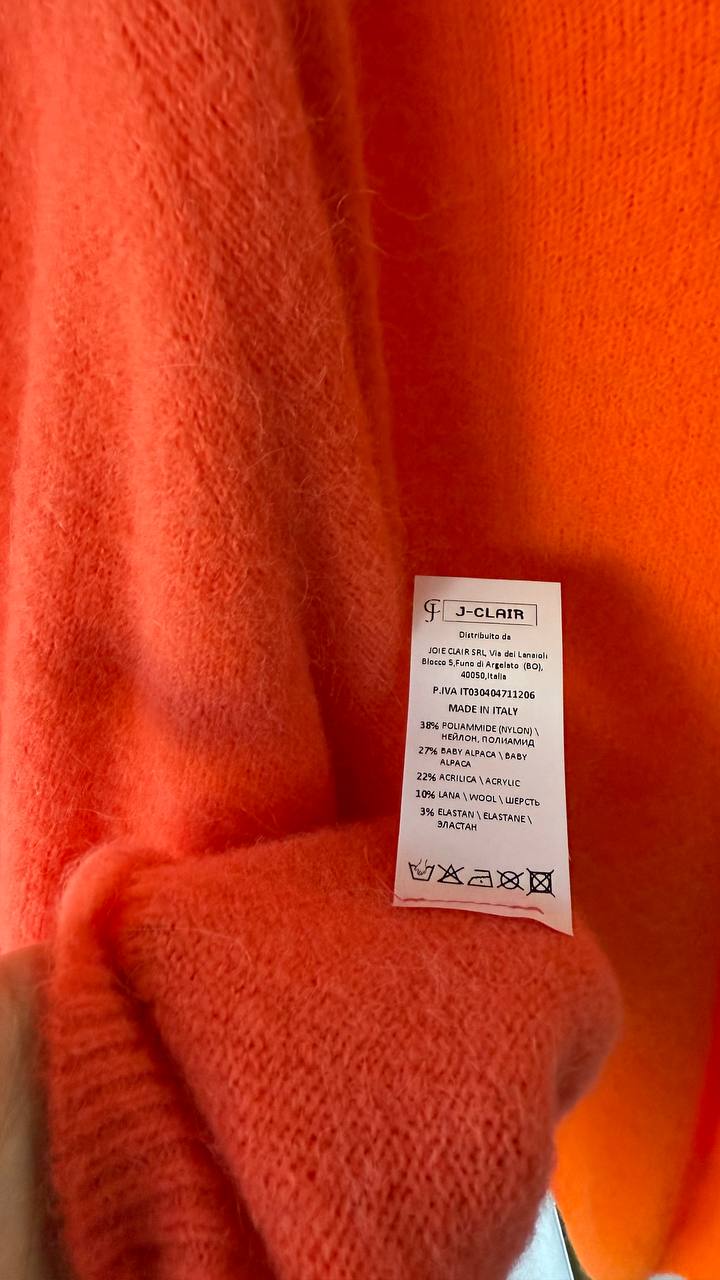 J-CLAIR
Distribuito da
JOIE CLAIR SRL, Via dei Lanaioli
Blocco 5,Funo di Argelato (BO),
40050,Italia
P.IVA IT030404711206
MADE IN ITALY
38% POLIAMMIDE (NYLON) \
НЕЙЛОН, ПОЛИАМИД
27% BABY ALPACA \ BABY
ALPACA
22% ACRILICA \ ACRYLIC
10% LANA \ WOOL \ ШЕРСТЬ
3% ELASTAN \ ELASTANE \
ЭЛАСТАН